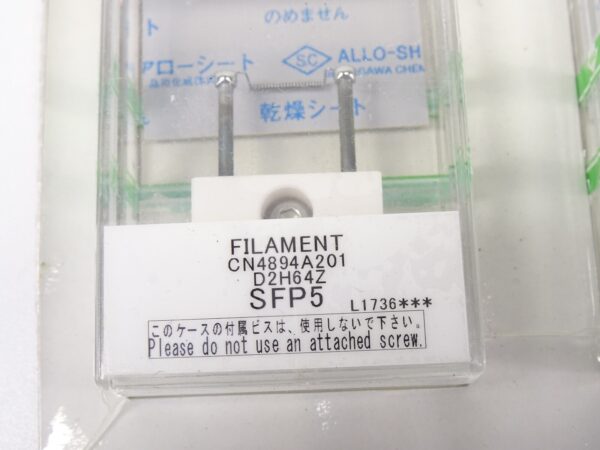 のめません
ト
アローシート SC ALLO-SH
乾燥シート
FILAMENT
CN4894A201
D2H64Z
SFP5 L1736***
このケースの付属ビスは、使用しないで下さい。
Please do not use an attached screw.